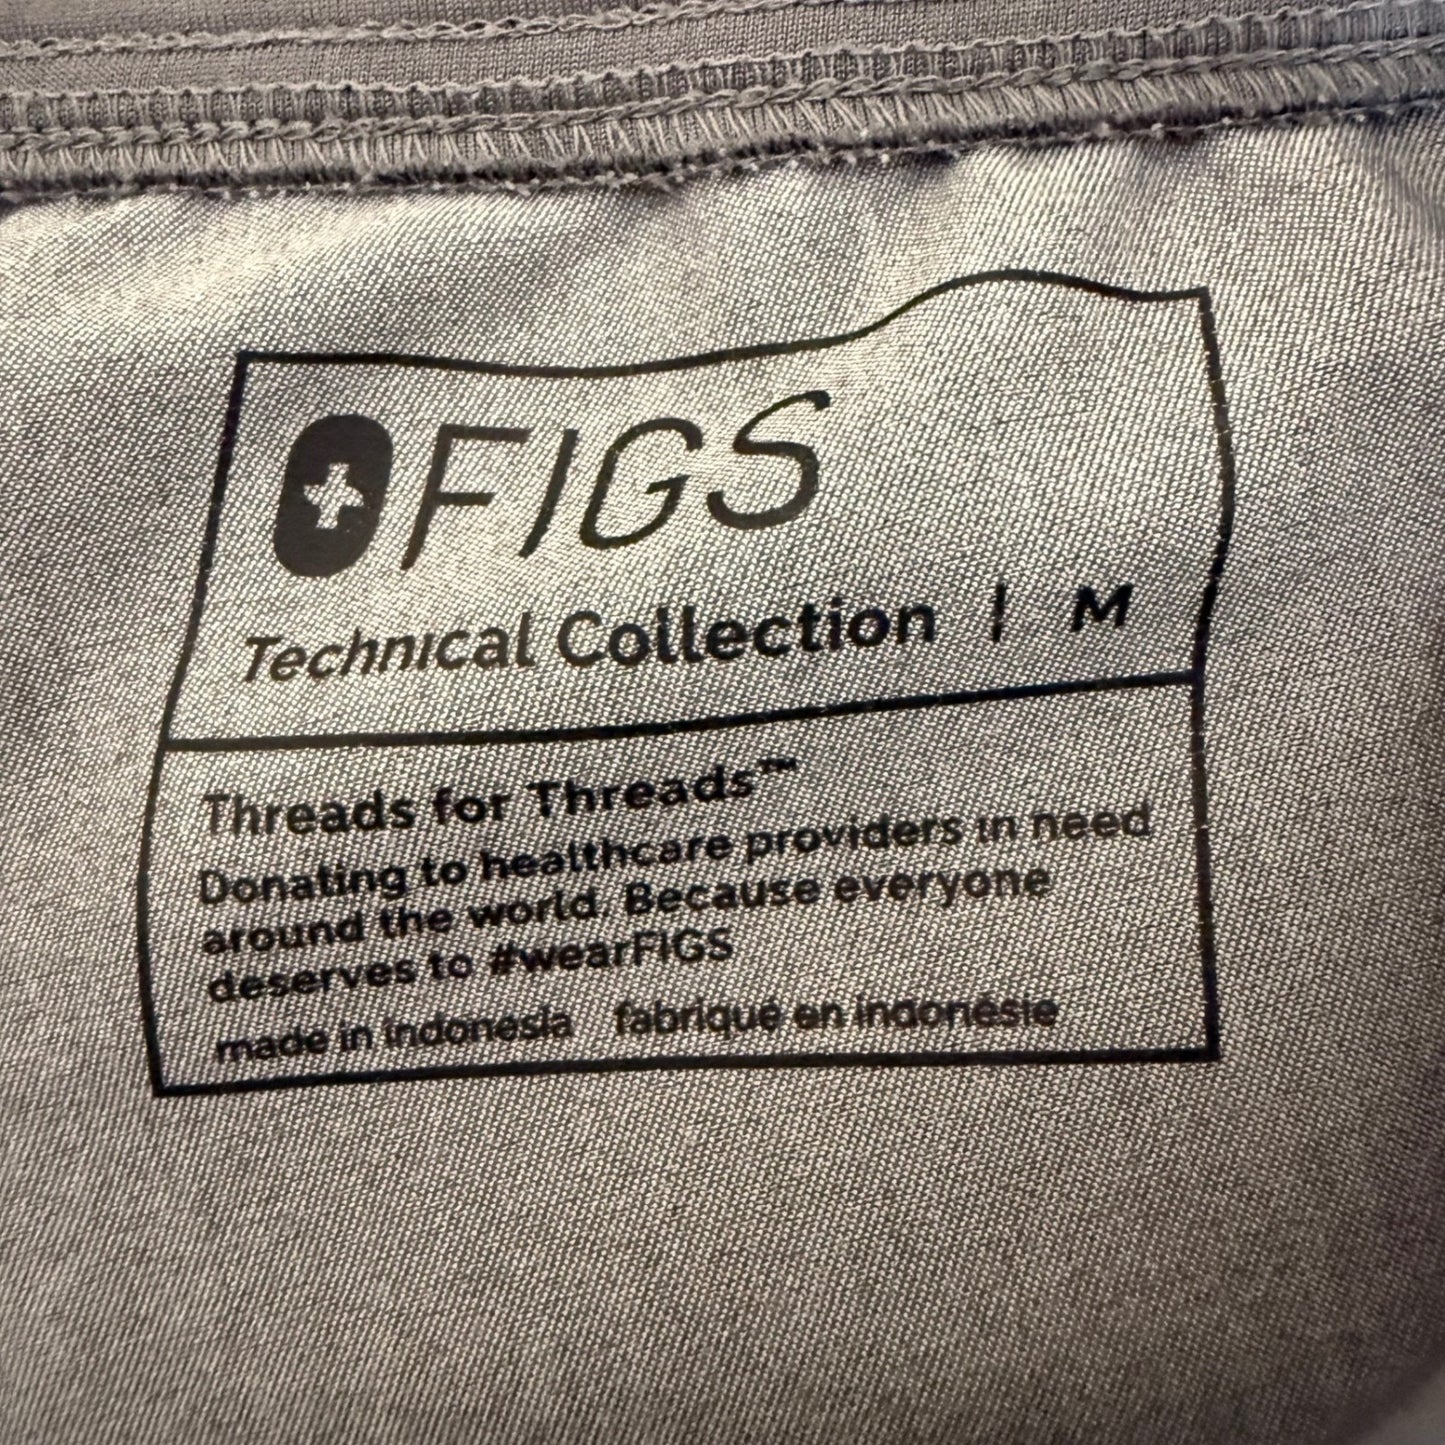 FIGS
Technical Collection | M
Threads for Threads™
Donating to healthcare providers in need
around the world. Because everyone
deserves to #wearFIGS
made in indonesia fabriqué en indonésie